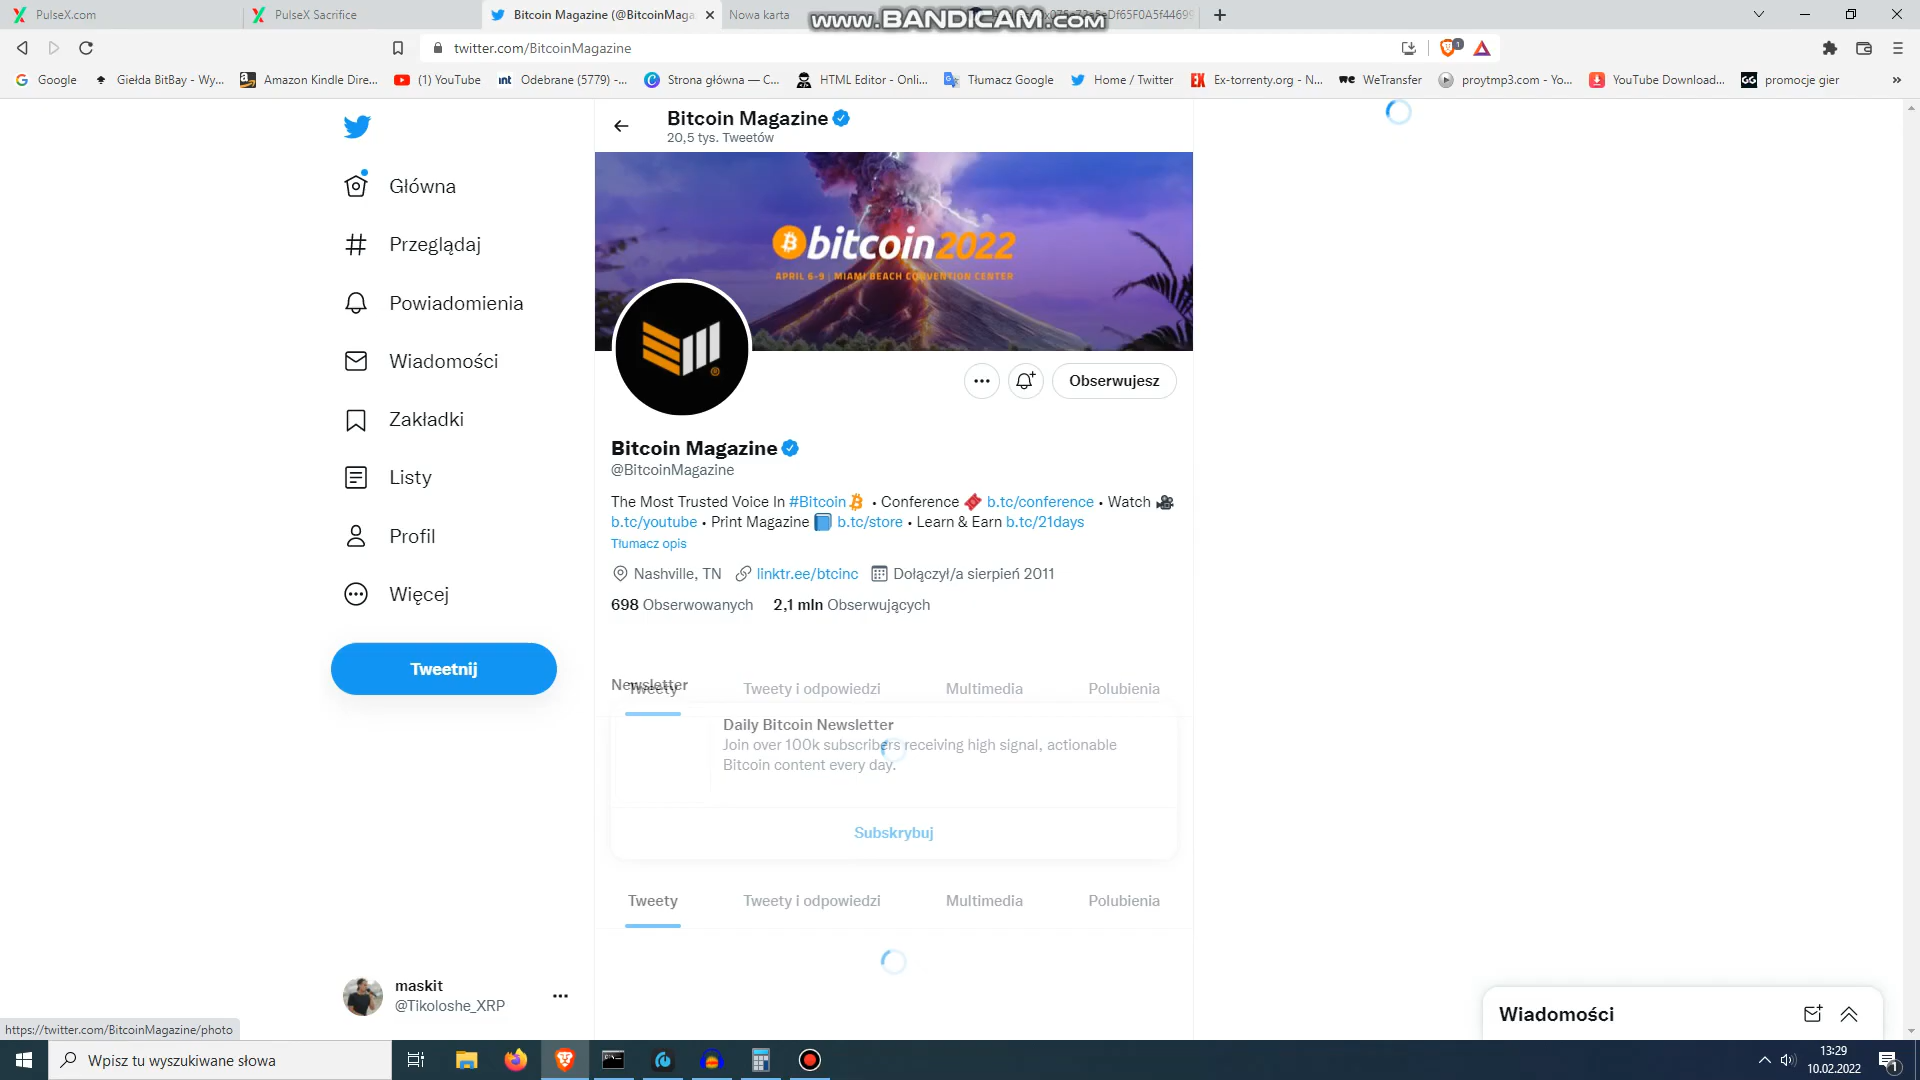 PulseX.com
PulseX Sacrifice
Bitcoin Magazine (@BitcoinMaga
Nowa karta
www.BANDICAM.com
twitter.com/BitcoinMagazine
1
Google
Giełda BitBay - Wy...
Amazon Kindle Dire...
(1) YouTube
int
Odebrane (5779) -...
Strona główna — C...
HTML Editor - Onli...
Tłumacz Google
Home / Twitter
EX
Ex-torrenty.org - N...
we
WeTransfer
proytmp3.com - Yo...
YouTube Download...
GG
promocje gier
»
Bitcoin Magazine
20,5 tys. Tweetów
bitcoin 2022
APRIL 6-9 | MIAMI BEACH CONVENTION CENTER
Główna
Przeglądaj
Powiadomienia
Wiadomości
Zakładki
Listy
Profil
Więcej
Tweetnij
Obserwujesz
Bitcoin Magazine
@BitcoinMagazine
The Most Trusted Voice In #Bitcoin • Conference b.tc/conference • Watch
b.tc/youtube • Print Magazine b.tc/store • Learn & Earn b.tc/21days
Tłumacz opis
Nashville, TN linktr.ee/btcinc Dołączył/a sierpień 2011
698 Obserwowanych 2,1 mln Obserwujących
Newsletter
Tweety Tweety i odpowiedzi Multimedia Polubienia
Daily Bitcoin Newsletter
Join over 100k subscribers receiving high signal, actionable
Bitcoin content every day.
Subskrybuj
Tweety Tweety i odpowiedzi Multimedia Polubienia
maskit
@Tikoloshe_XRP
Wiadomości
https://twitter.com/BitcoinMagazine/photo
Wpisz tu wyszukiwane słowa
13:29
10.02.2022
1